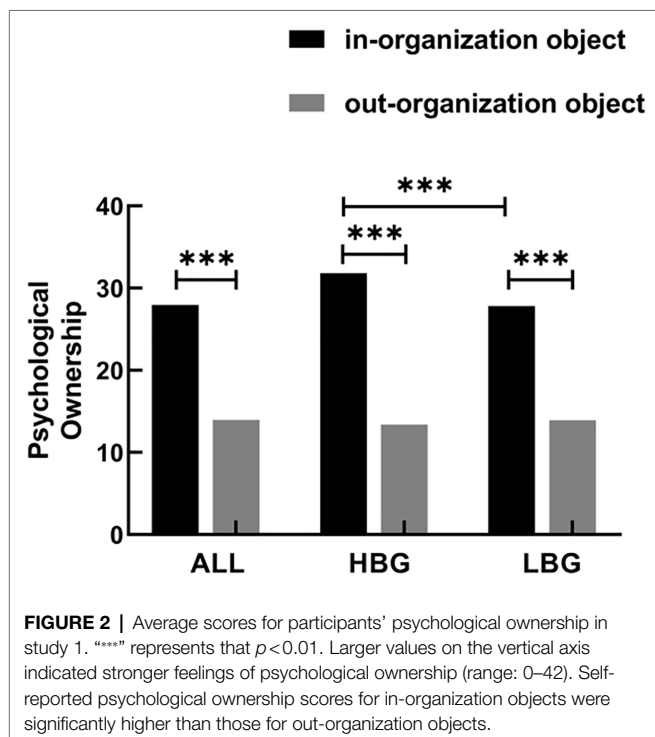 in-organization object
out-organization object
***
40
***
***
***
30
20
10
0
Psychological
Ownership
ALL HBG LBG
FIGURE 2 | Average scores for participants’ psychological ownership in
study 1. “***” represents that p<0.01. Larger values on the vertical axis
indicated stronger feelings of psychological ownership (range: 0–42). Self-
reported psychological ownership scores for in-organization objects were
significantly higher than those for out-organization objects.